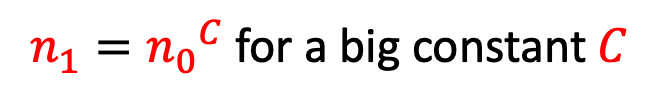 n₁ = n₀^C for a big constant C